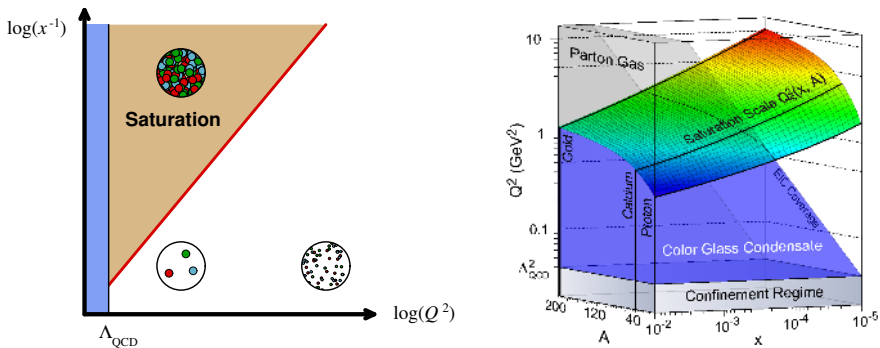 log(x⁻¹)
Saturation
log(Q²)
Λ_QCD
Q² (GeV²)
10
1
0.1
Λ²_QCD
Parton Gas
Saturation Scale Q²ₛ(x, A)
Gold
Calcium
Proton
EIC Coverage
Color Glass Condensate
Confinement Regime
200
120
40
A
10⁻²
10⁻³
10⁻⁴
10⁻⁵
x